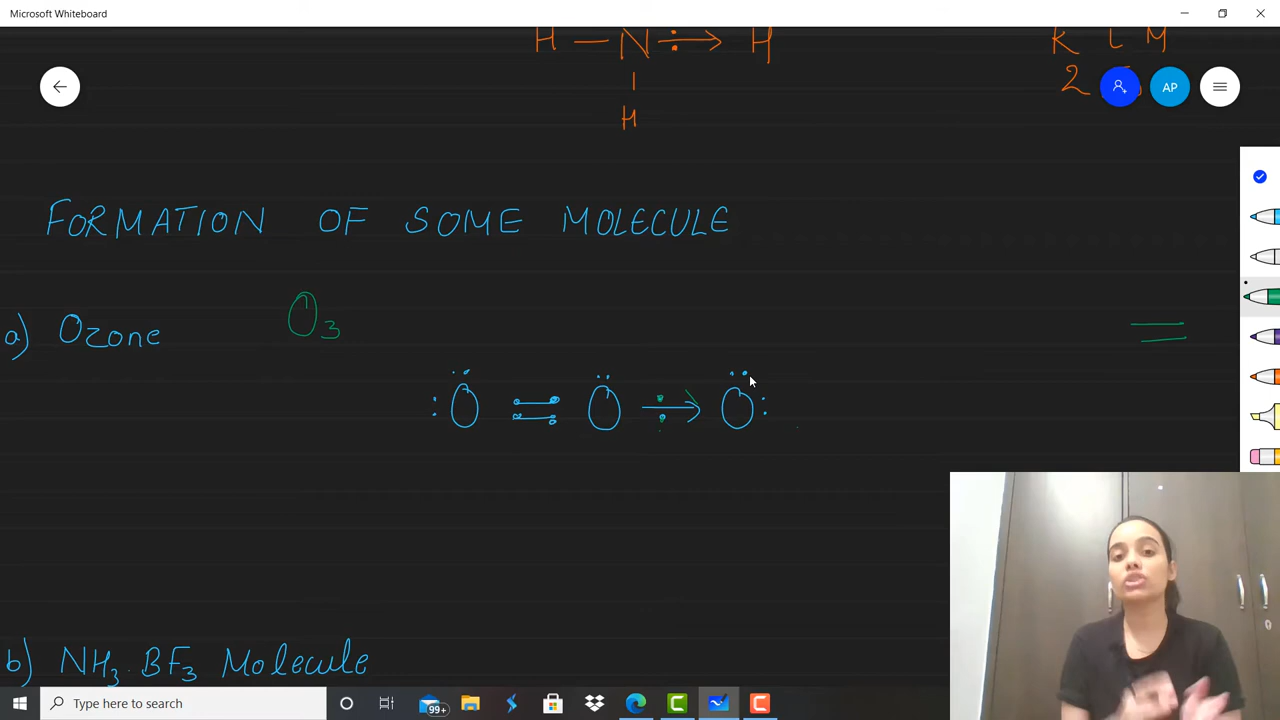 Microsoft Whiteboard
H — N → H
K L M
2
H
AP
FORMATION OF SOME MOLECULE
a) Ozone O3
:Ö = Ö → Ö:
b) NH3.BF3 Molecule
Type here to search
99+